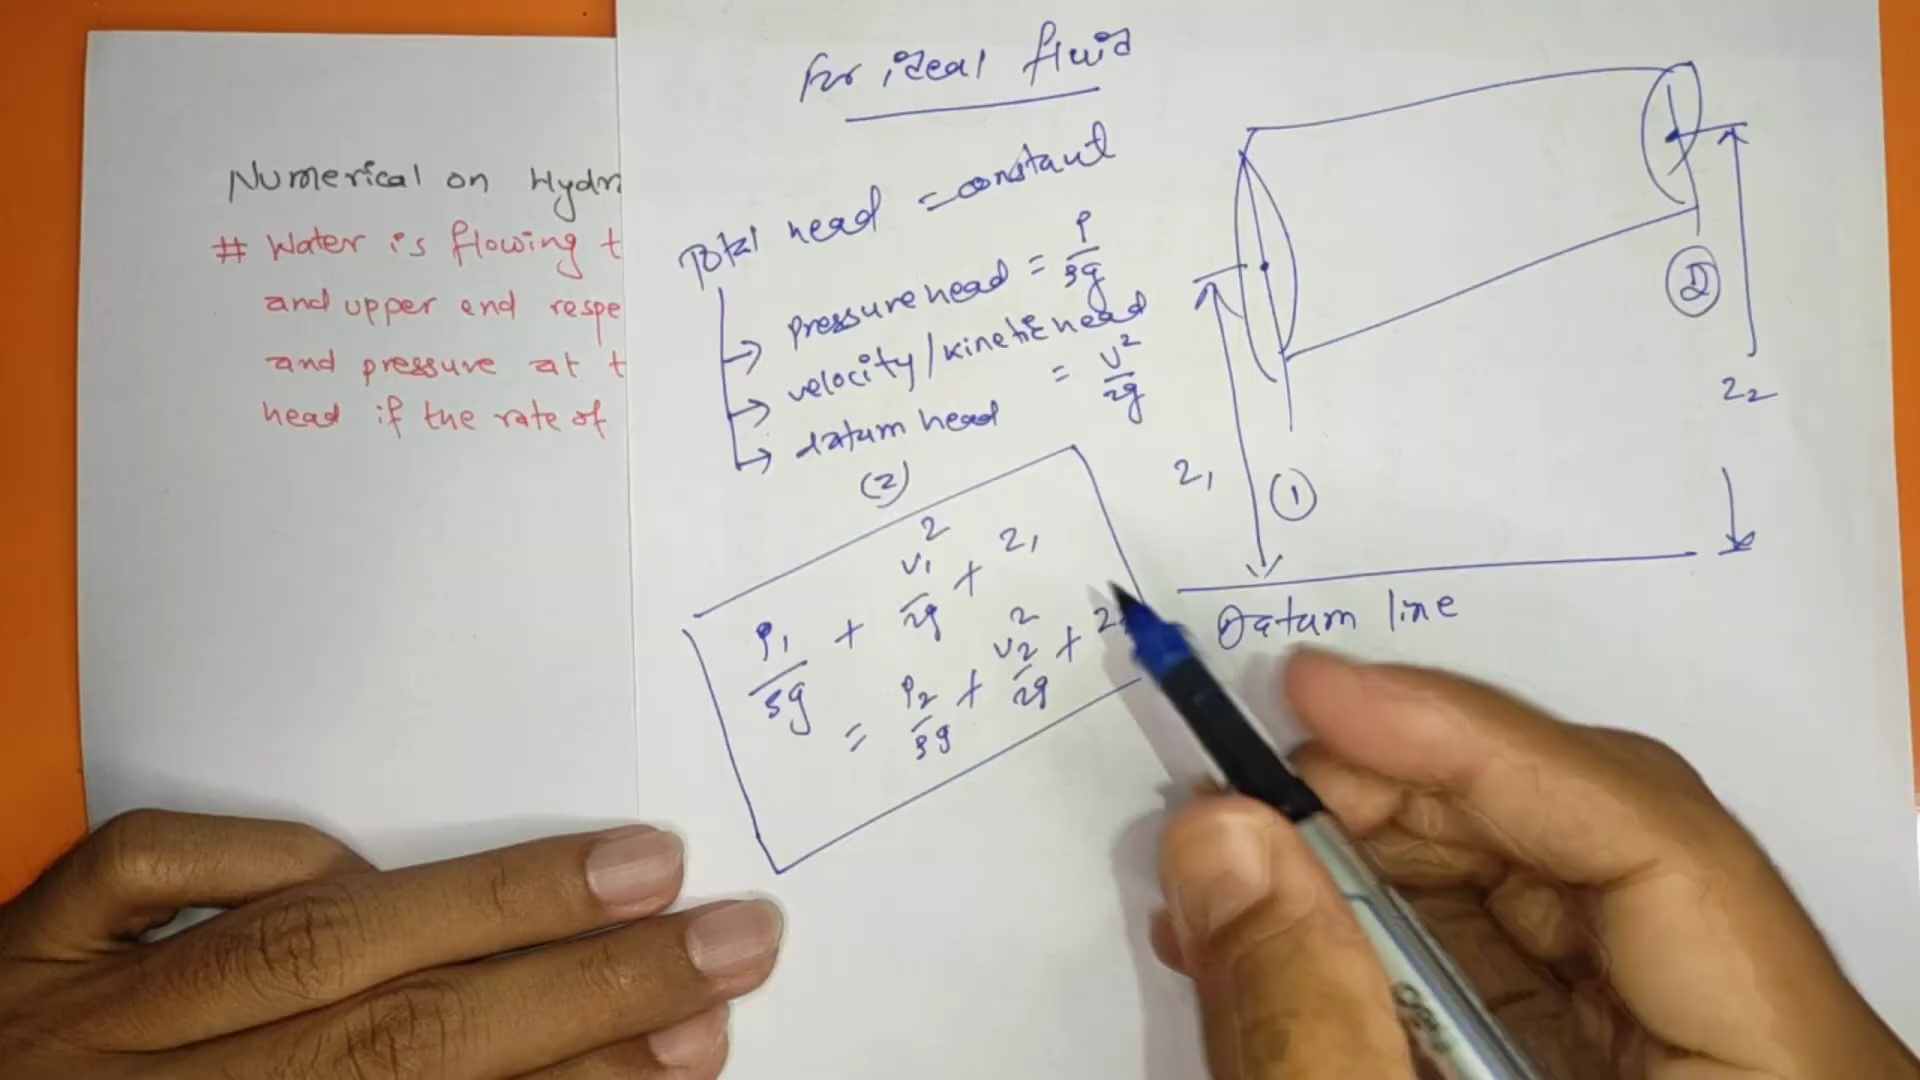 Numerical on Hydr
# Water is flowing t
and upper end respe
and pressure at t
head if the rate of
For ideal fluid
Total head = constant
→ pressure head = P/ρg
→ velocity/kinetic head = v²/2g
→ datum head
(z)
P₁/ρg + v₁²/2g + z₁
= P₂/ρg + v₂²/2g + z
z₁
①
②
z₂
Datum line